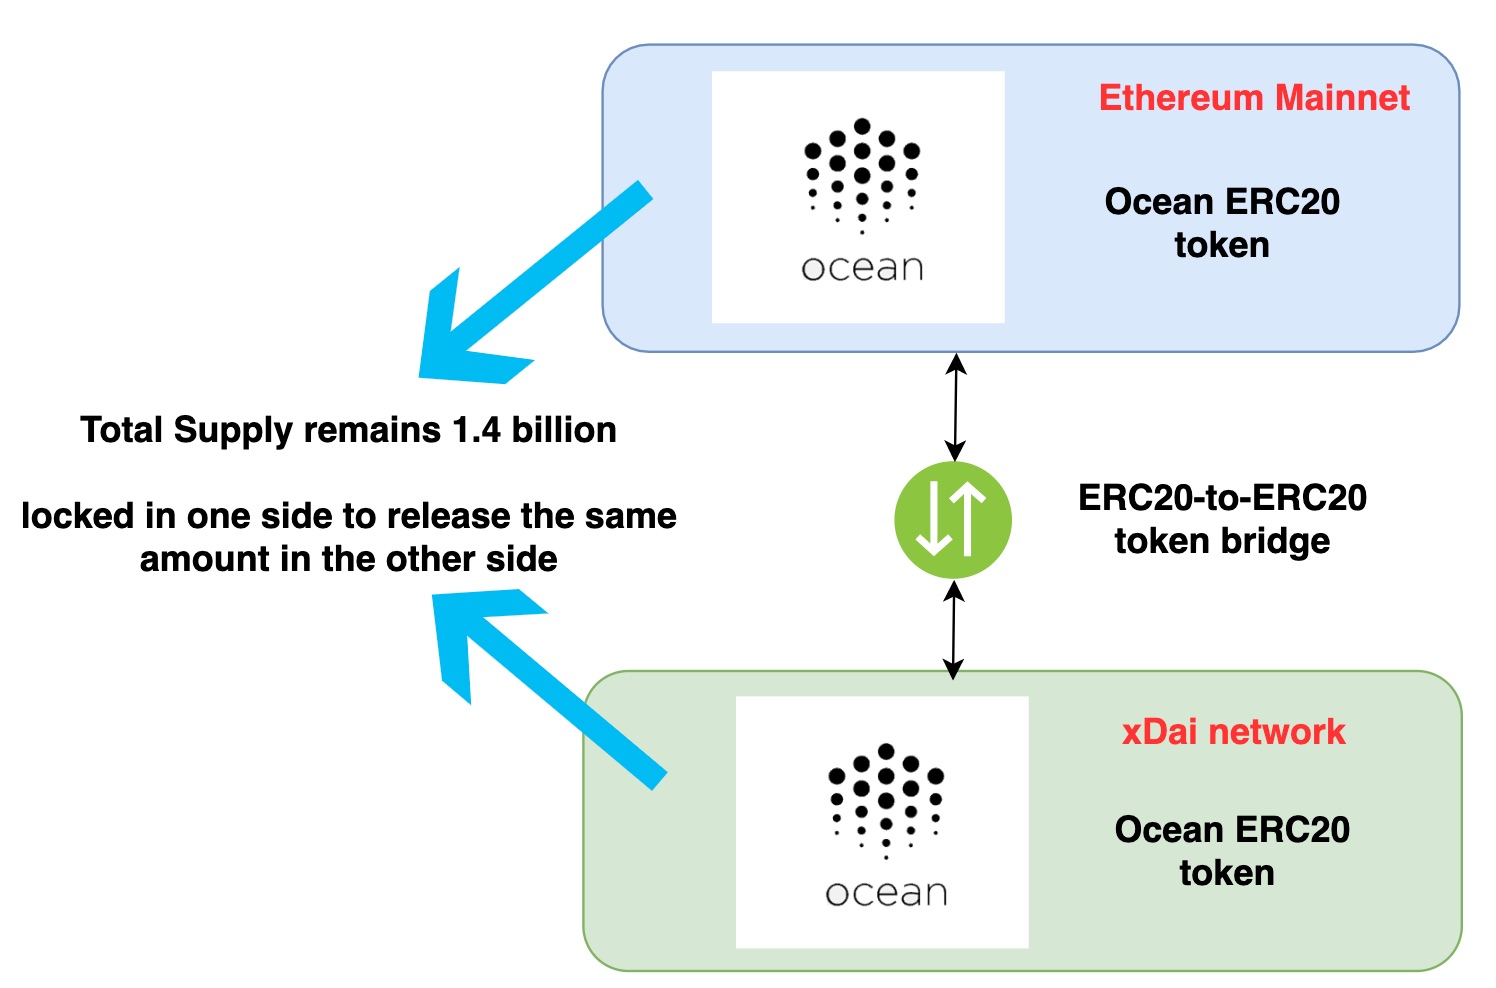 Ethereum Mainnet
Ocean ERC20
token
ocean
Total Supply remains 1.4 billion
locked in one side to release the same
amount in the other side
ERC20-to-ERC20
token bridge
xDai network
Ocean ERC20
token
ocean